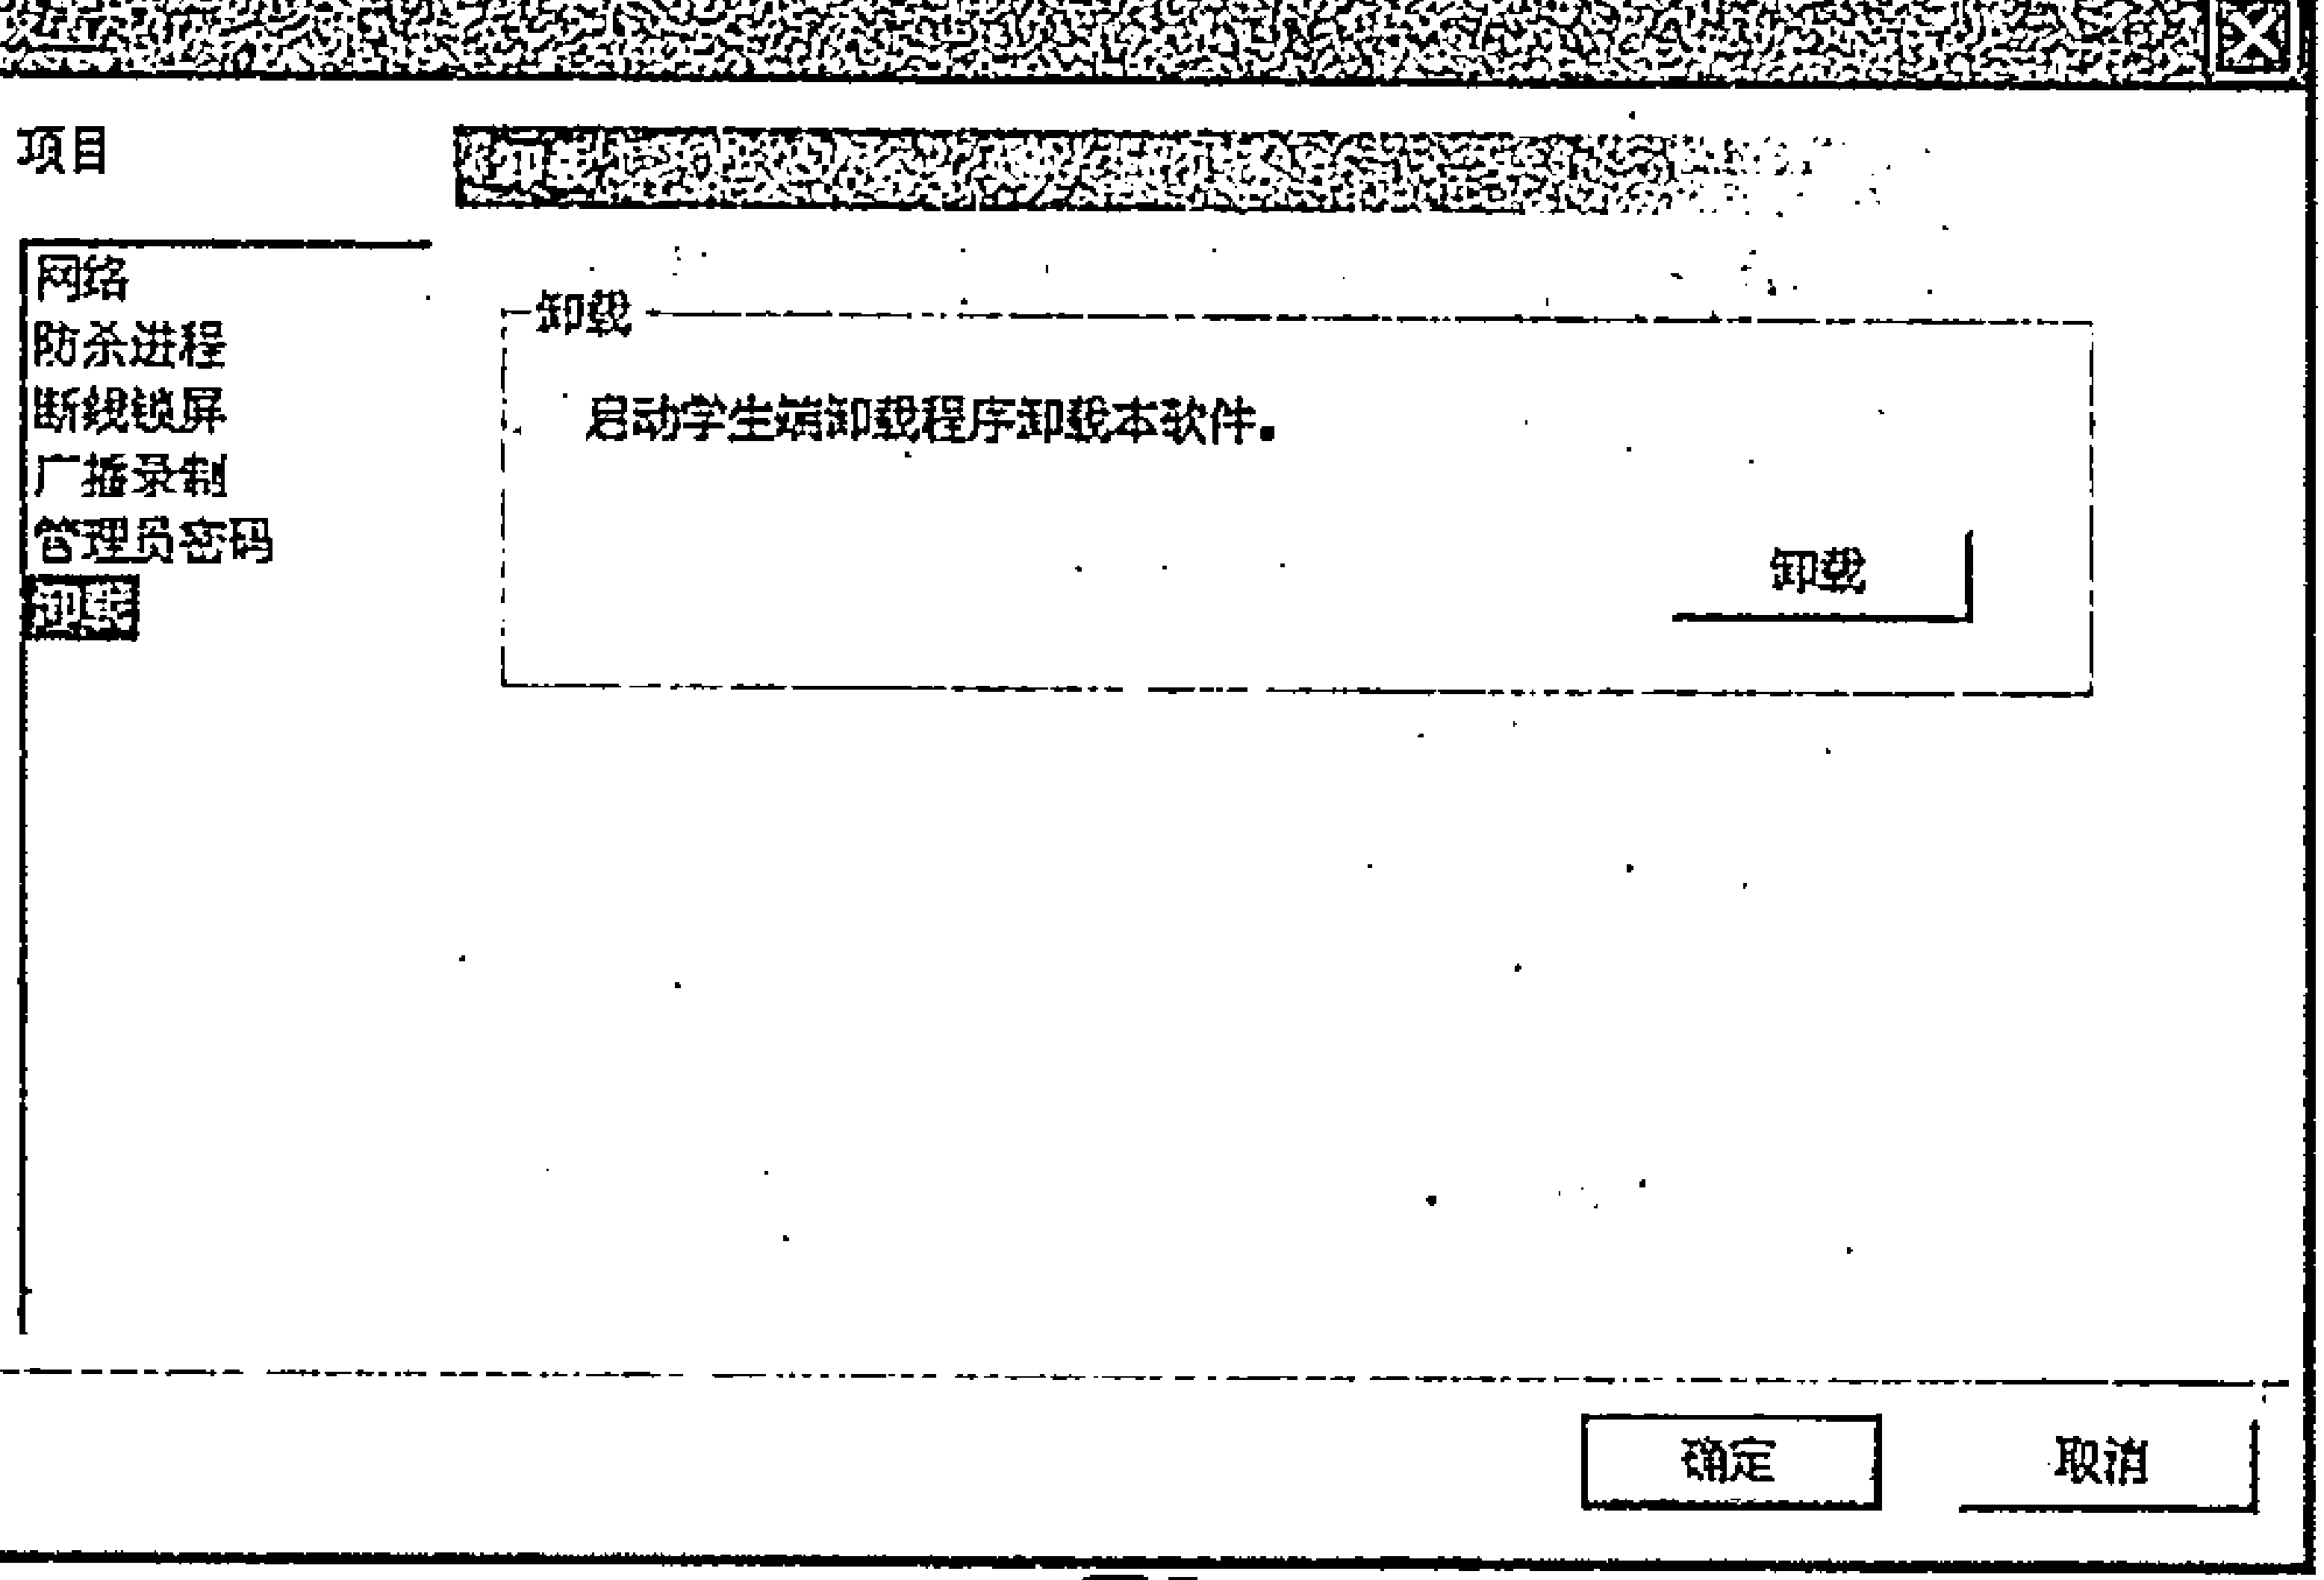 项目
网络
防杀进程
断线锁屏
广播录制
管理员密码
卸载
卸载
启动学生端卸载程序卸载本软件。
卸载
确定
取消